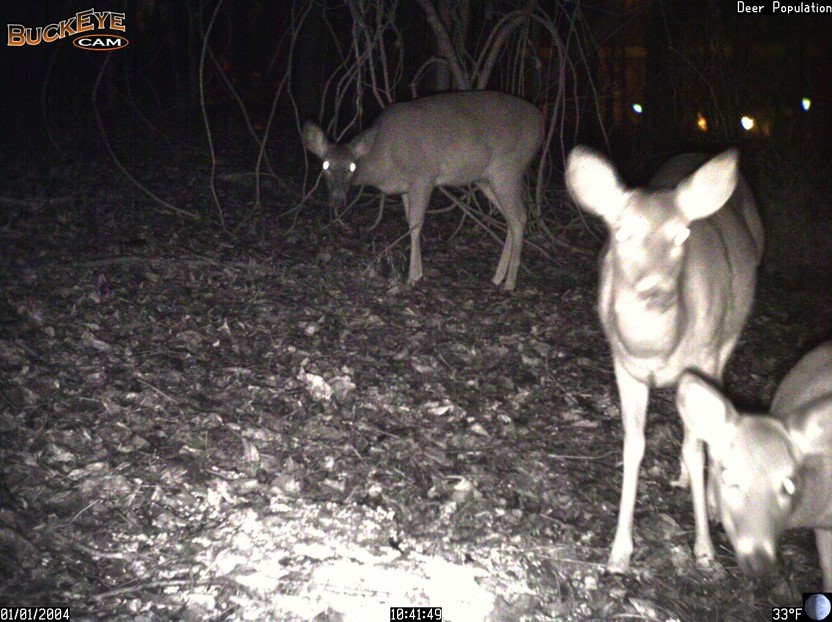 BUCKEYE
CAM
Deer Population
01/01/2004
10:41:49
33°F